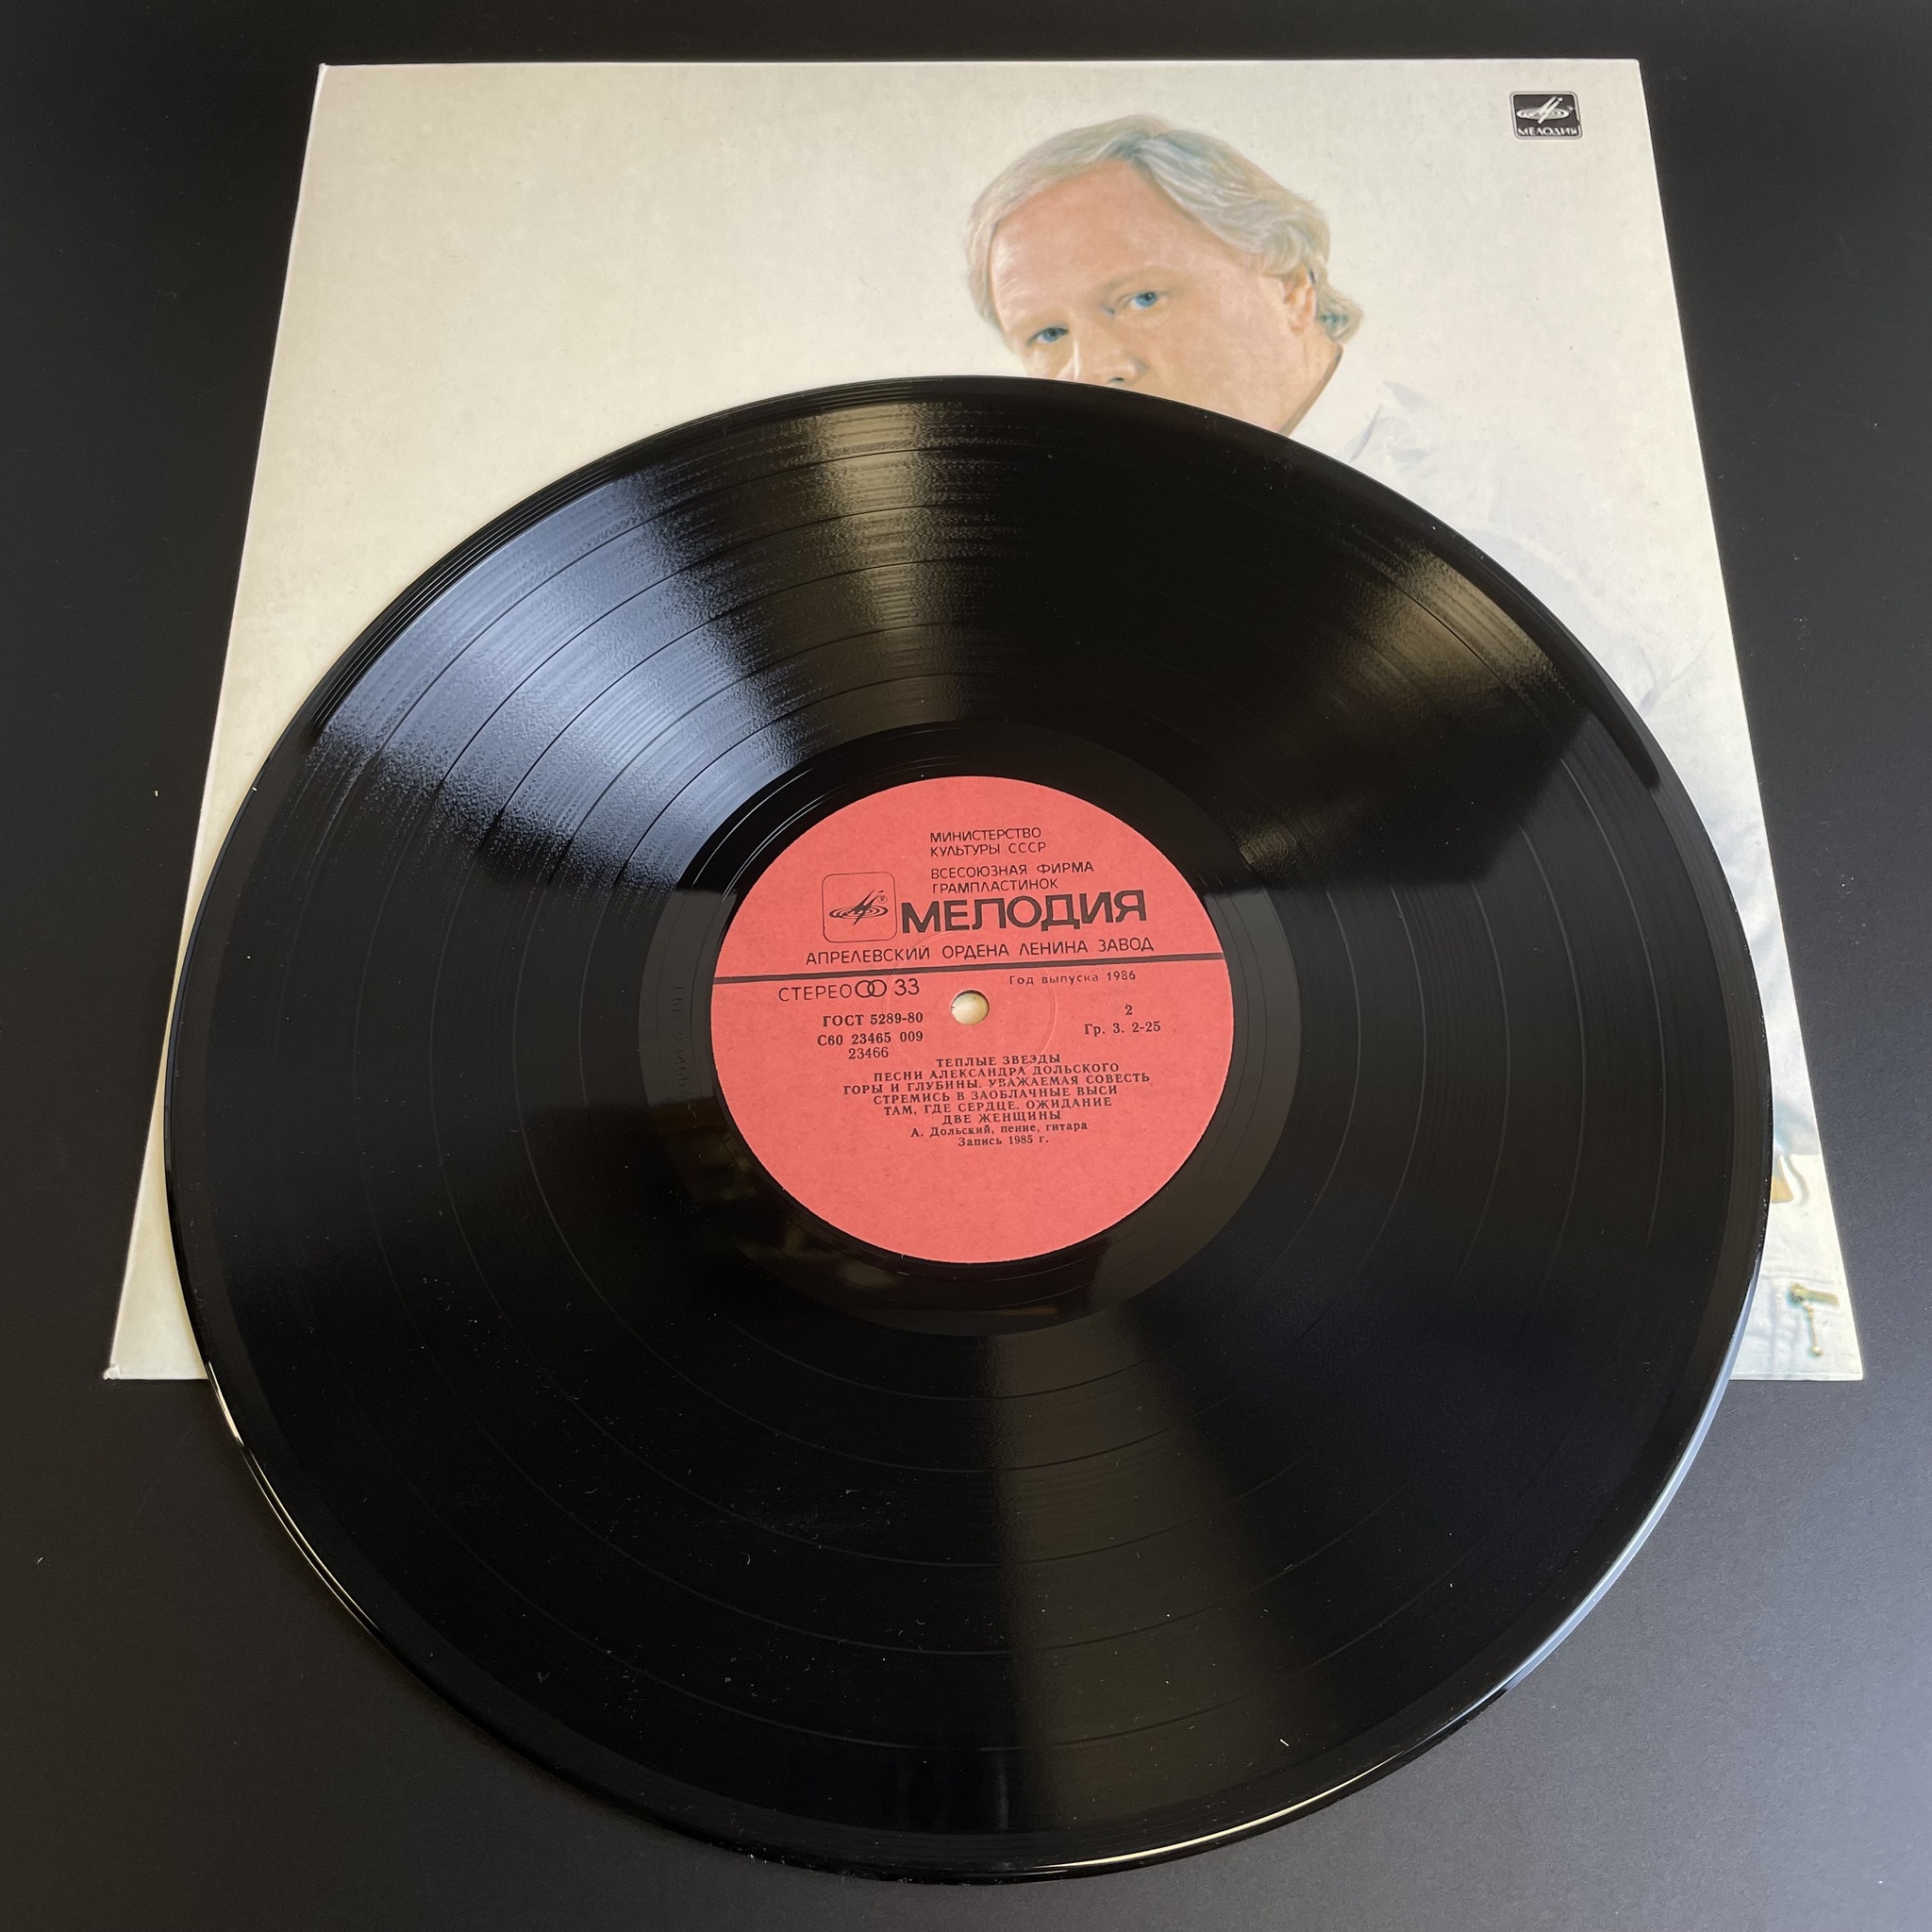 МЕЛОДИЯ
МИНИСТЕРСТВО
КУЛЬТУРЫ СССР
ВСЕСОЮЗНАЯ ФИРМА
ГРАМПЛАСТИНОК
МЕЛОДИЯ
АПРЕЛЕВСКИЙ ОРДЕНА ЛЕНИНА ЗАВОД
СТЕРЕО 33
Год выпуска 1986
ГОСТ 5289-80
2
С60 23465 009
Гр. 3. 2-25
23466
ТЕПЛЫЕ ЗВЕЗДЫ
ПЕСНИ АЛЕКСАНДРА ДОЛЬСКОГО
ГОРЫ И ГЛУБИНЫ. УВАЖАЕМАЯ СОВЕСТЬ
СТРЕМИСЬ В ЗАОБЛАЧНЫЕ ВЫСИ
ТАМ, ГДЕ СЕРДЦЕ. ОЖИДАНИЕ
ДВЕ ЖЕНЩИНЫ
А. Дольский, пение, гитара
Запись 1985 г.